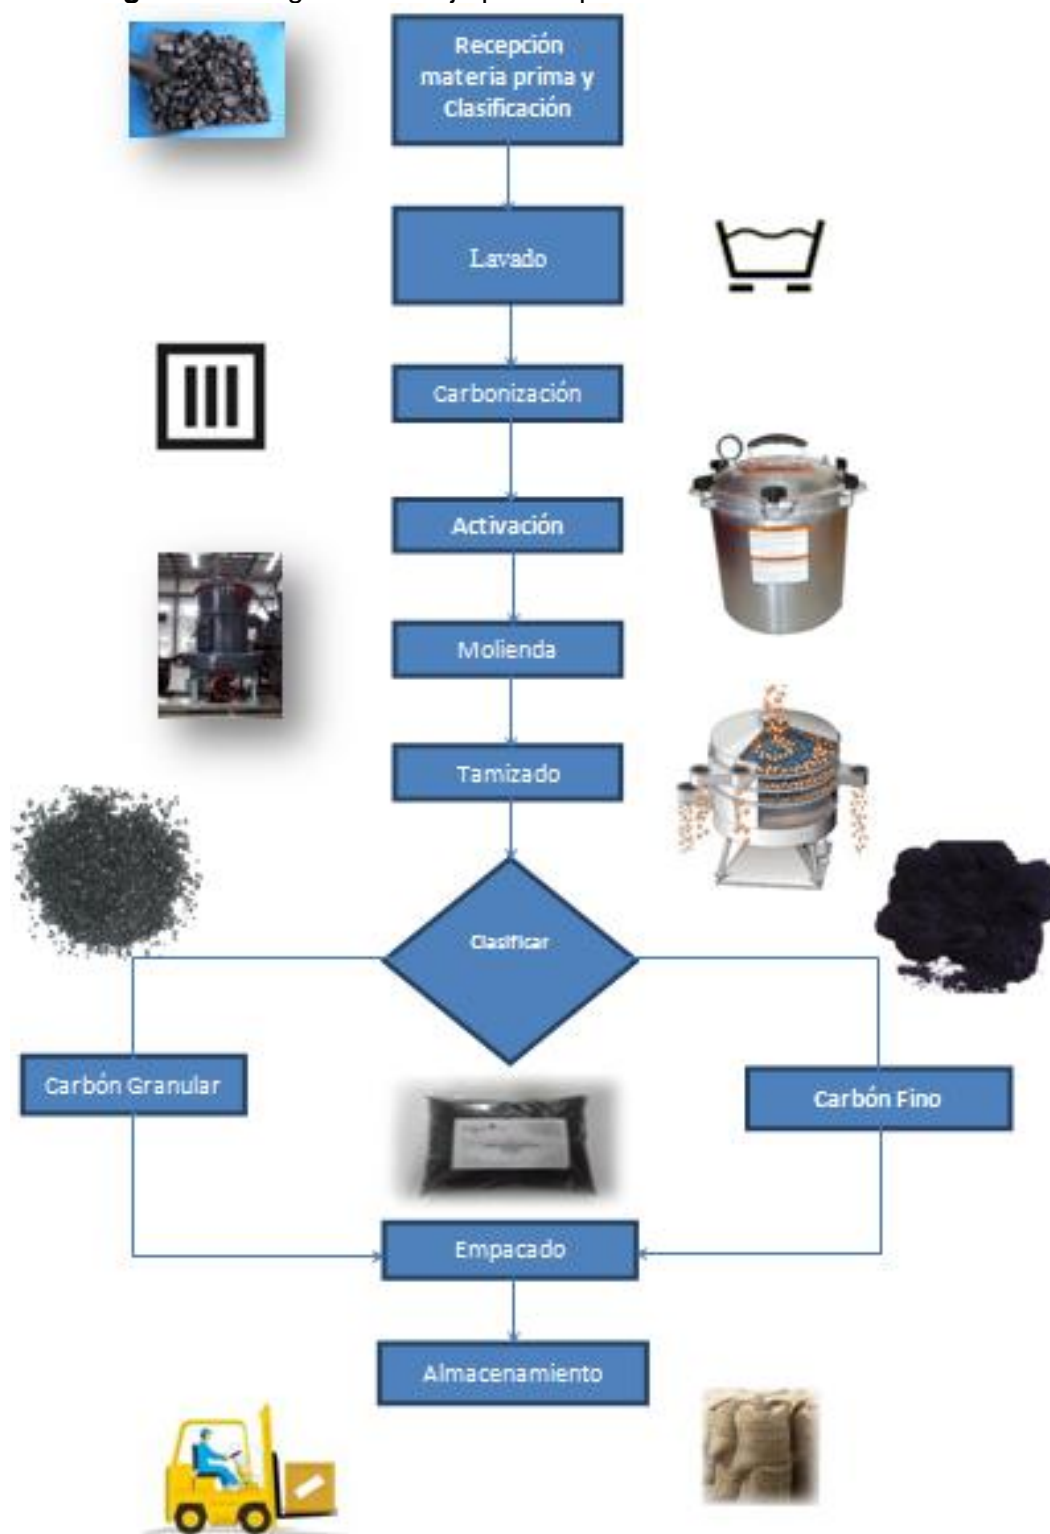 Recepción
materia prima y
Clasificación
Lavado
Carbonización
Activación
Molienda
Tamizado
Clasificar
Carbón Granular
Carbón Fino
Empacado
Almacenamiento